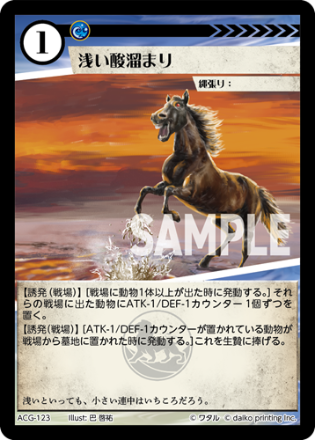 1
浅い酸溜まり
縄張り：
SAMPLE
【誘発（戦場）】［戦場に動物1体以上が出た時に発動する。］それ
らの戦場に出た動物にATK-1/DEF-1カウンター1個ずつを
置く。
【誘発（戦場）】［ATK-1/DEF-1カウンターが置かれている動物が
戦場から墓地に置かれた時に発動する。］これを生贄に捧げる。
浅いといっても、小さい連中はいちころだろう。
ACG-123 Illust: 巴 啓祐 © ワタル © daiko printing Inc.